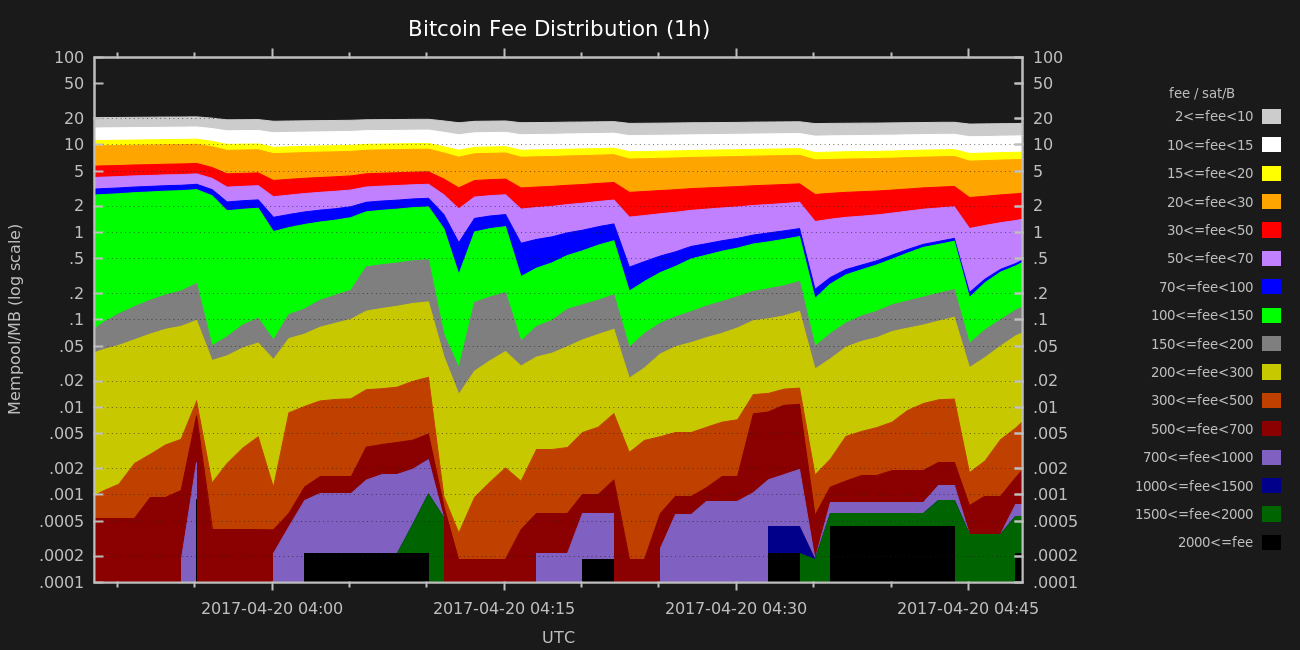 Bitcoin Fee Distribution (1h)
100
50
20
10
5
2
1
.5
.2
.1
.05
.02
.01
.005
.002
.001
.0005
.0002
.0001
Mempool/MB (log scale)
100
50
20
10
5
2
1
.5
.2
.1
.05
.02
.01
.005
.002
.001
.0005
.0002
.0001
2017-04-20 04:00
2017-04-20 04:15
2017-04-20 04:30
2017-04-20 04:45
UTC
fee / sat/B
2<=fee<10
10<=fee<15
15<=fee<20
20<=fee<30
30<=fee<50
50<=fee<70
70<=fee<100
100<=fee<150
150<=fee<200
200<=fee<300
300<=fee<500
500<=fee<700
700<=fee<1000
1000<=fee<1500
1500<=fee<2000
2000<=fee